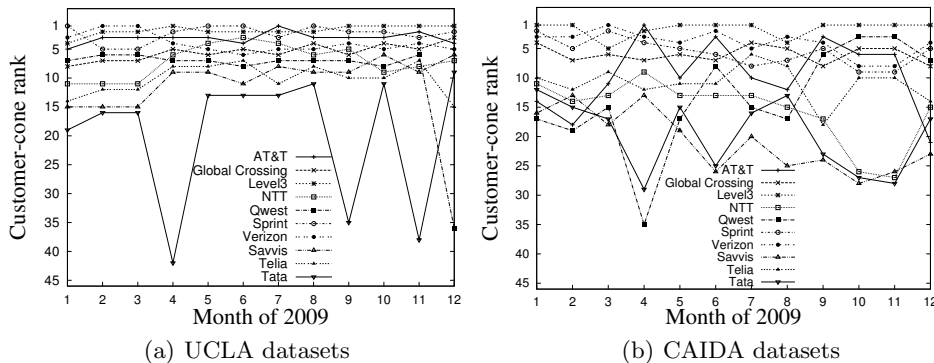 1
5
10
15
20
25
30
35
40
45
Customer-cone rank
AT&T
Global Crossing
Level3
NTT
Qwest
Sprint
Verizon
Savvis
Telia
Tata
1 2 3 4 5 6 7 8 9 10 11 12
Month of 2009
(a) UCLA datasets
1
5
10
15
20
25
30
35
40
45
Customer-cone rank
AT&T
Global Crossing
Level3
NTT
Qwest
Sprint
Verizon
Savvis
Telia
Tata
1 2 3 4 5 6 7 8 9 10 11 12
Month of 2009
(b) CAIDA datasets